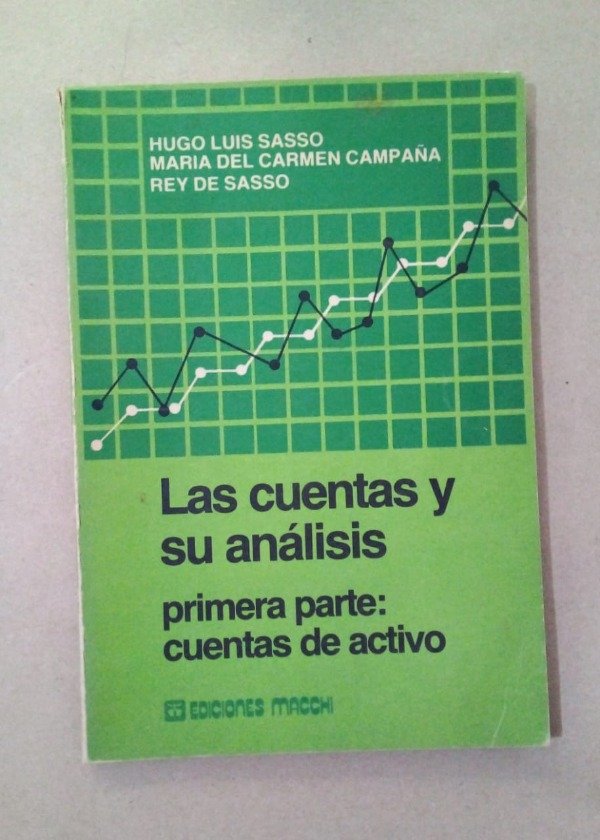 HUGO LUIS SASSO
MARIA DEL CARMEN CAMPAÑA
REY DE SASSO
Las cuentas y
su análisis
primera parte:
cuentas de activo
EDICIONES MACCHI